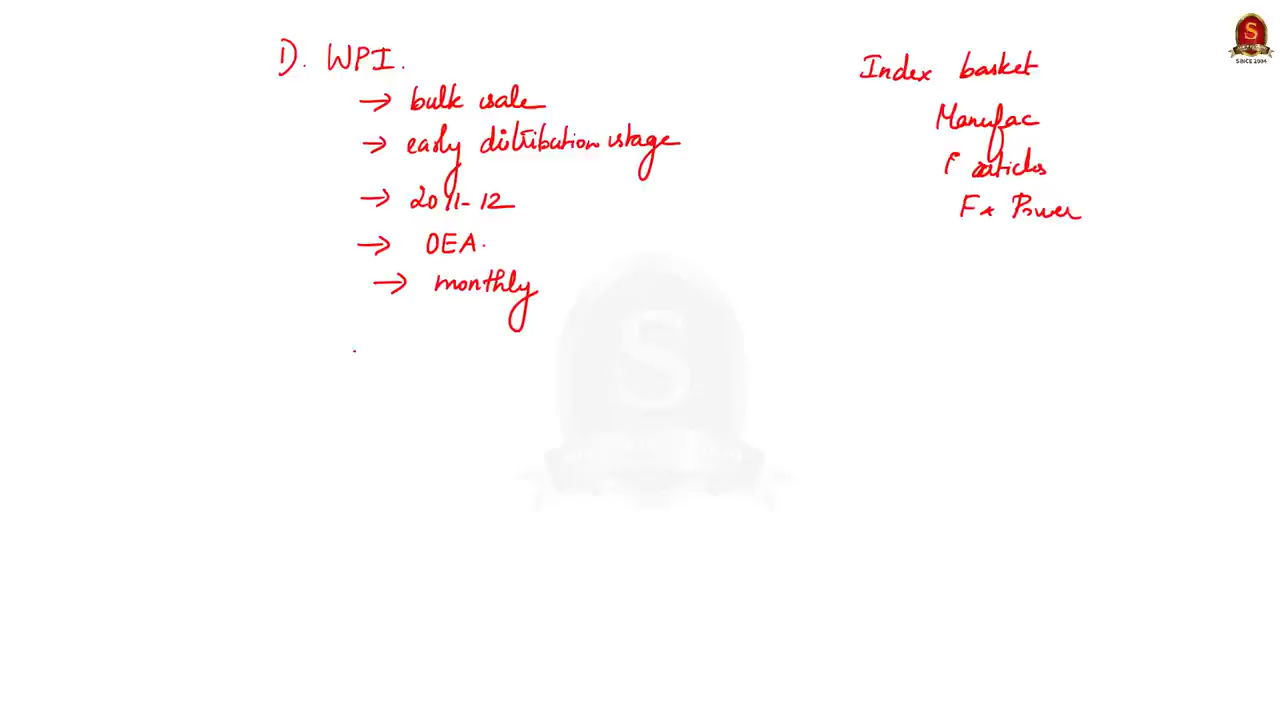 1). WPI.
→ bulk sale
→ early distribution stage
→ 2011-12
→ OEA.
→ monthly
Index basket
Manufac
P articles
F & Power
S
SINCE 2004
S